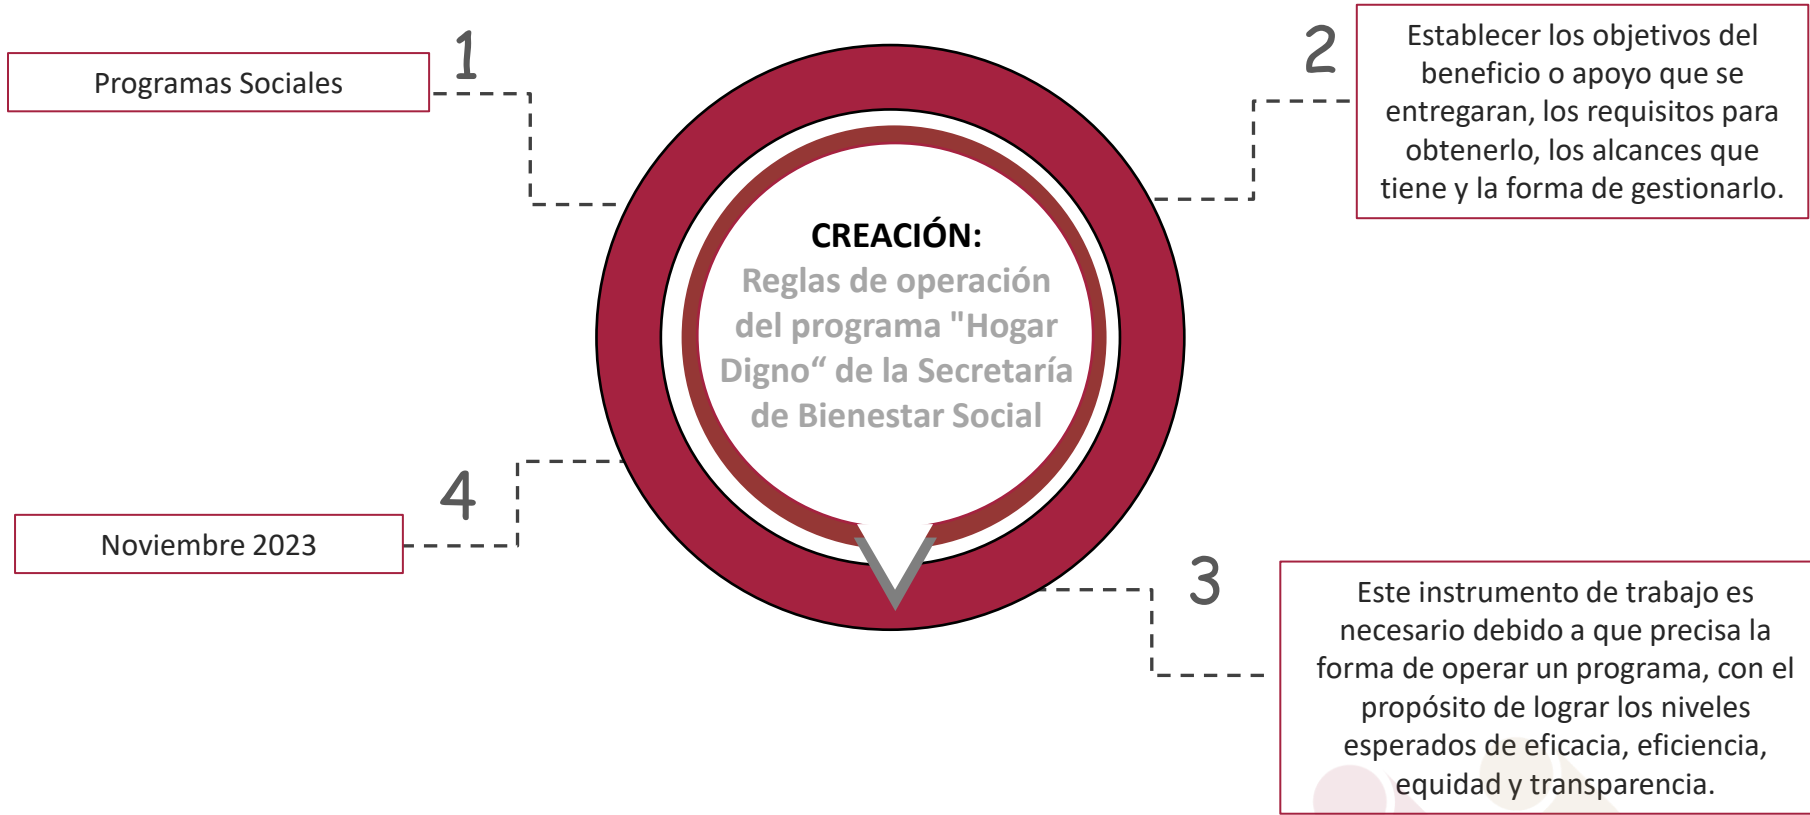 1
Programas Sociales
2
Establecer los objetivos del
beneficio o apoyo que se
entregaran, los requisitos para
obtenerlo, los alcances que
tiene y la forma de gestionarlo.
CREACIÓN:
Reglas de operación
del programa "Hogar
Digno“ de la Secretaría
de Bienestar Social
3
Este instrumento de trabajo es
necesario debido a que precisa la
forma de operar un programa, con el
propósito de lograr los niveles
esperados de eficacia, eficiencia,
equidad y transparencia.
4
Noviembre 2023